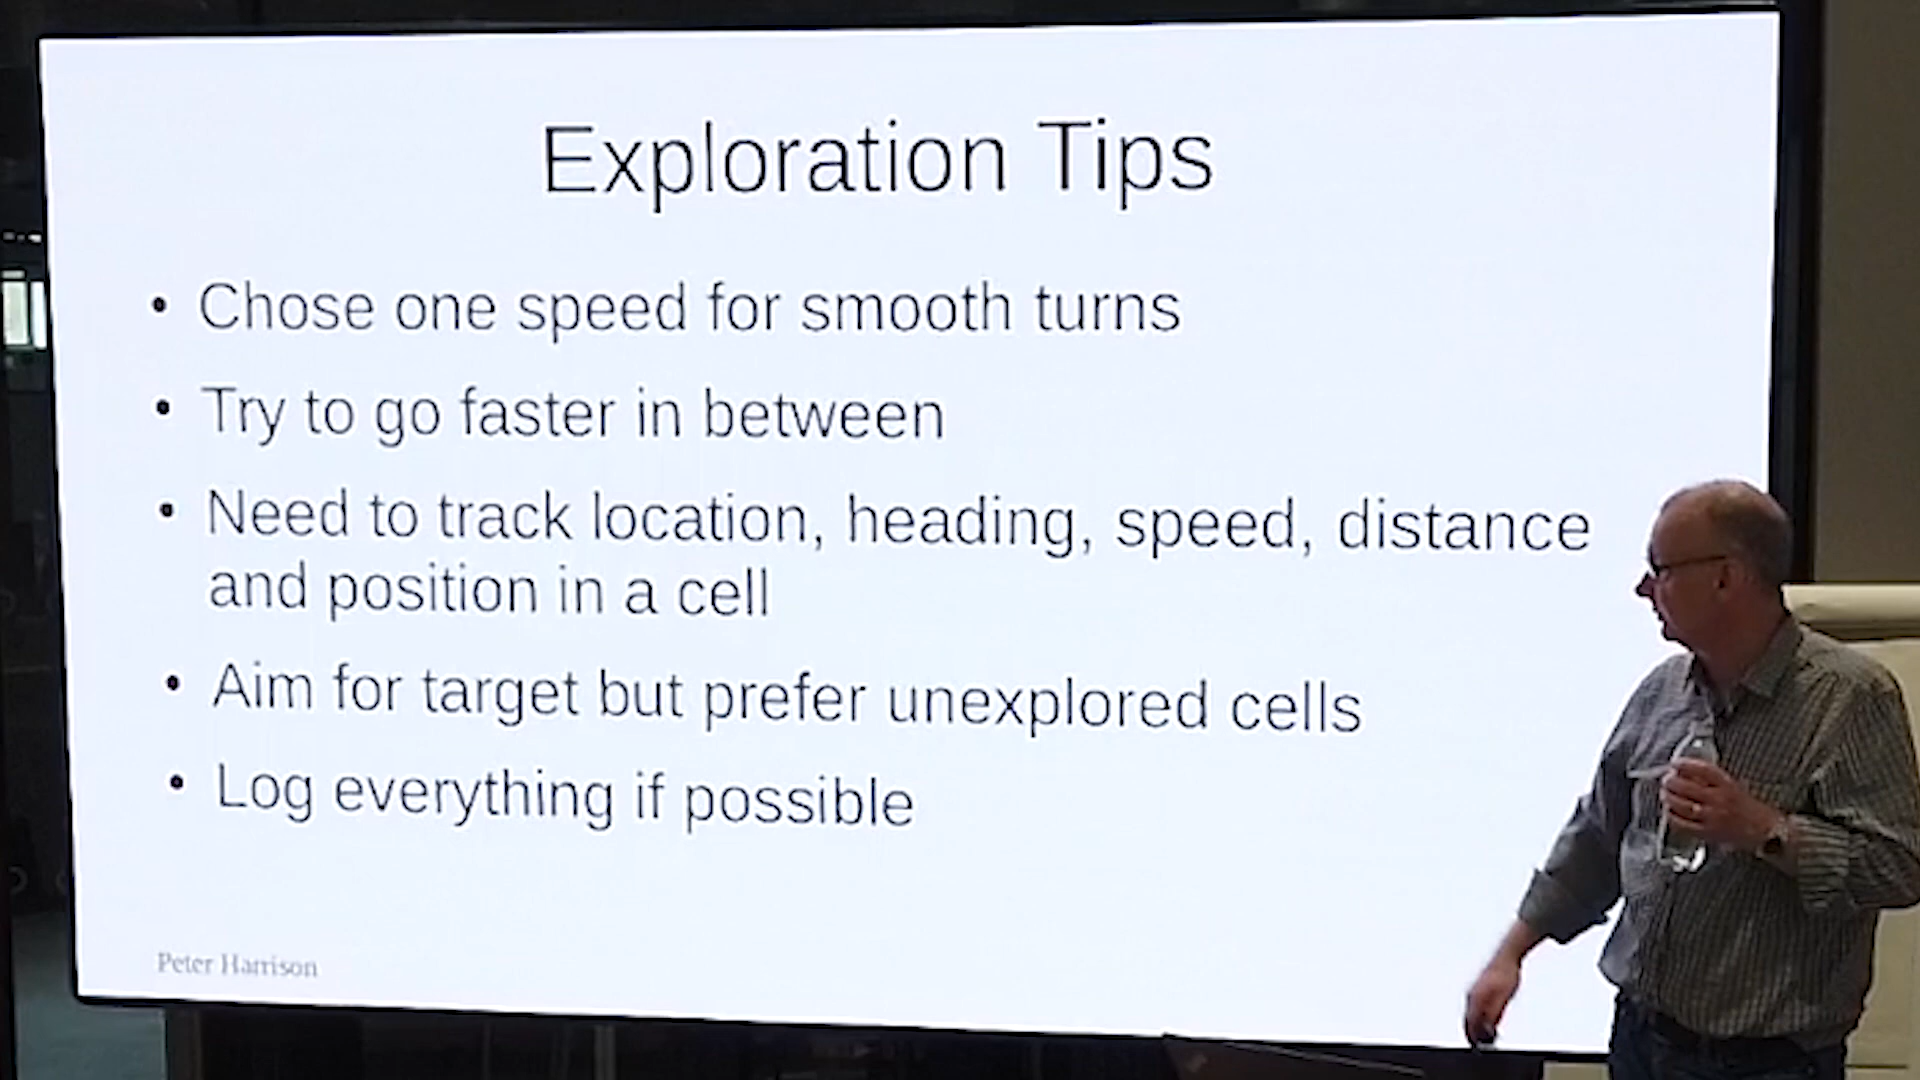 Exploration Tips
• Chose one speed for smooth turns
• Try to go faster in between
• Need to track location, heading, speed, distance
and position in a cell
• Aim for target but prefer unexplored cells
• Log everything if possible
Peter Harrison